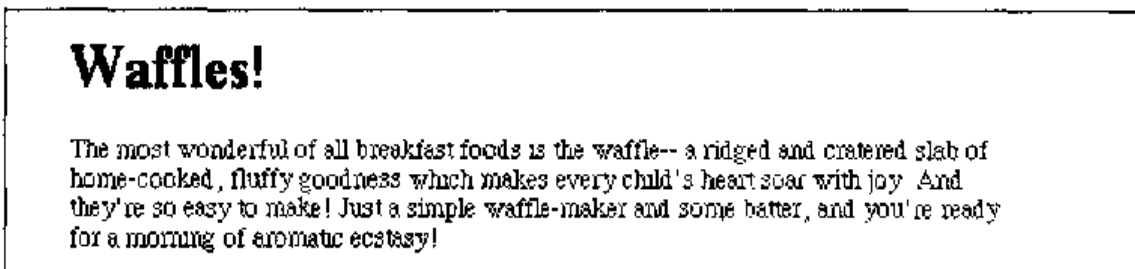 Waffles!
The most wonderful of all breakfast foods is the waffle-- a ridged and cratered slab of
home-cooked, fluffy goodness which makes every child's heart soar with joy. And
they're so easy to make! Just a simple waffle-maker and some batter, and you're ready
for a morning of aromatic ecstasy!